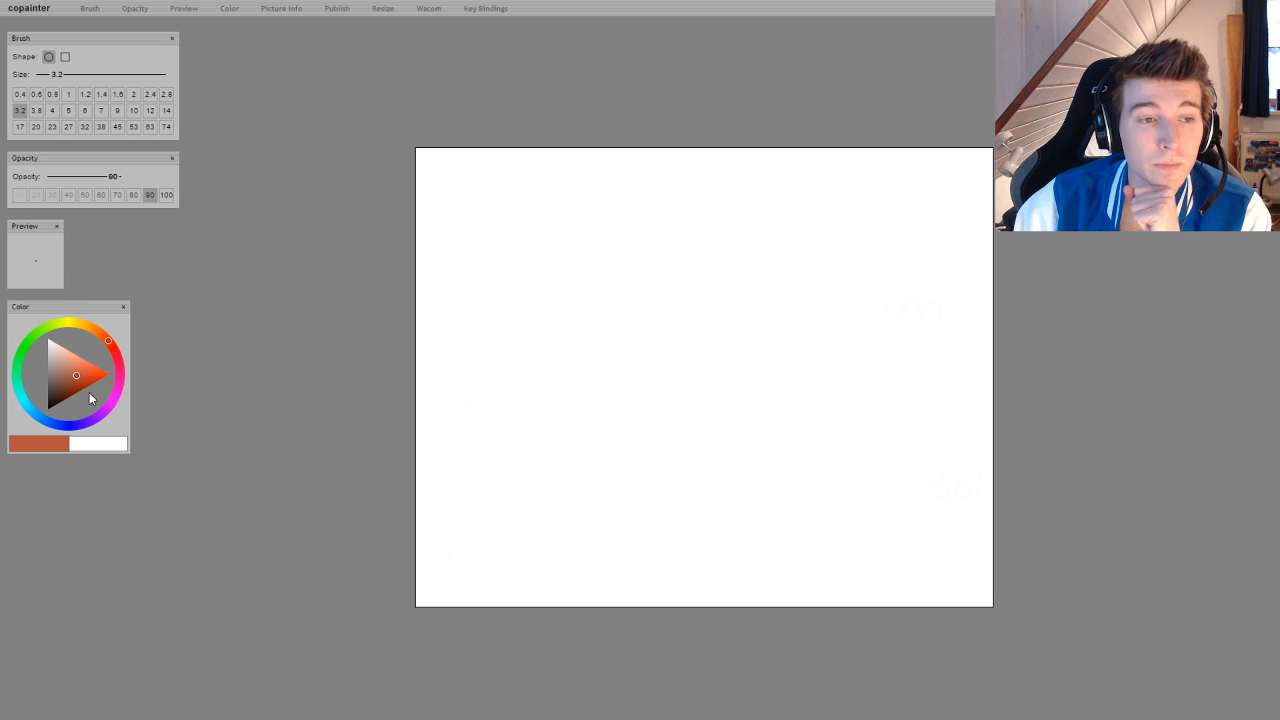 copainter Brush Opacity Preview Color Picture Info Publish Resize Wacom Key Bindings
Brush ×
Shape:
Size: 3.2
0.4 0.6 0.8 1 1.2 1.4 1.6 2 2.4 2.8
3.2 3.8 4 5 6 7 9 10 12 14
17 20 23 27 32 38 45 53 63 74
Opacity ×
Opacity: 90
20 30 40 50 60 70 80 90 100
Preview ×
Color ×